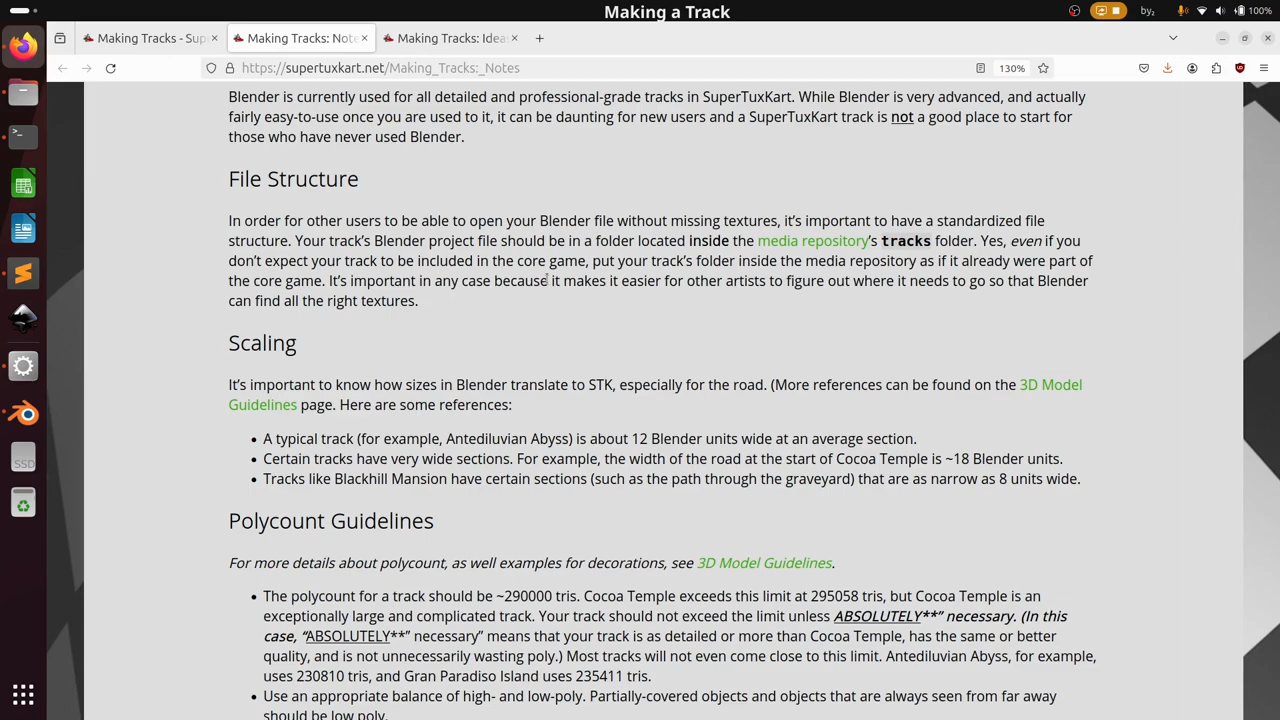 Making a Track
by₂
100%
Making Tracks - Sup
Making Tracks: Note
Making Tracks: Idea
https://supertuxkart.net/Making_Tracks:_Notes
130%
Blender is currently used for all detailed and professional-grade tracks in SuperTuxKart. While Blender is very advanced, and actually
fairly easy-to-use once you are used to it, it can be daunting for new users and a SuperTuxKart track is not a good place to start for
those who have never used Blender.
File Structure
In order for other users to be able to open your Blender file without missing textures, it’s important to have a standardized file
structure. Your track’s Blender project file should be in a folder located inside the media repository’s tracks folder. Yes, even if you
don’t expect your track to be included in the core game, put your track’s folder inside the media repository as if it already were part of
the core game. It’s important in any case because it makes it easier for other artists to figure out where it needs to go so that Blender
can find all the right textures.
Scaling
It’s important to know how sizes in Blender translate to STK, especially for the road. (More references can be found on the 3D Model
Guidelines page. Here are some references:
• A typical track (for example, Antediluvian Abyss) is about 12 Blender units wide at an average section.
• Certain tracks have very wide sections. For example, the width of the road at the start of Cocoa Temple is ~18 Blender units.
• Tracks like Blackhill Mansion have certain sections (such as the path through the graveyard) that are as narrow as 8 units wide.
Polycount Guidelines
For more details about polycount, as well examples for decorations, see 3D Model Guidelines.
• The polycount for a track should be ~290000 tris. Cocoa Temple exceeds this limit at 295058 tris, but Cocoa Temple is an
exceptionally large and complicated track. Your track should not exceed the limit unless ABSOLUTELY**” necessary. (In this
case, “ABSOLUTELY**” necessary” means that your track is as detailed or more than Cocoa Temple, has the same or better
quality, and is not unnecessarily wasting poly.) Most tracks will not even come close to this limit. Antediluvian Abyss, for example,
uses 230810 tris, and Gran Paradiso Island uses 235411 tris.
• Use an appropriate balance of high- and low-poly. Partially-covered objects and objects that are always seen from far away
should be low poly.
SSD